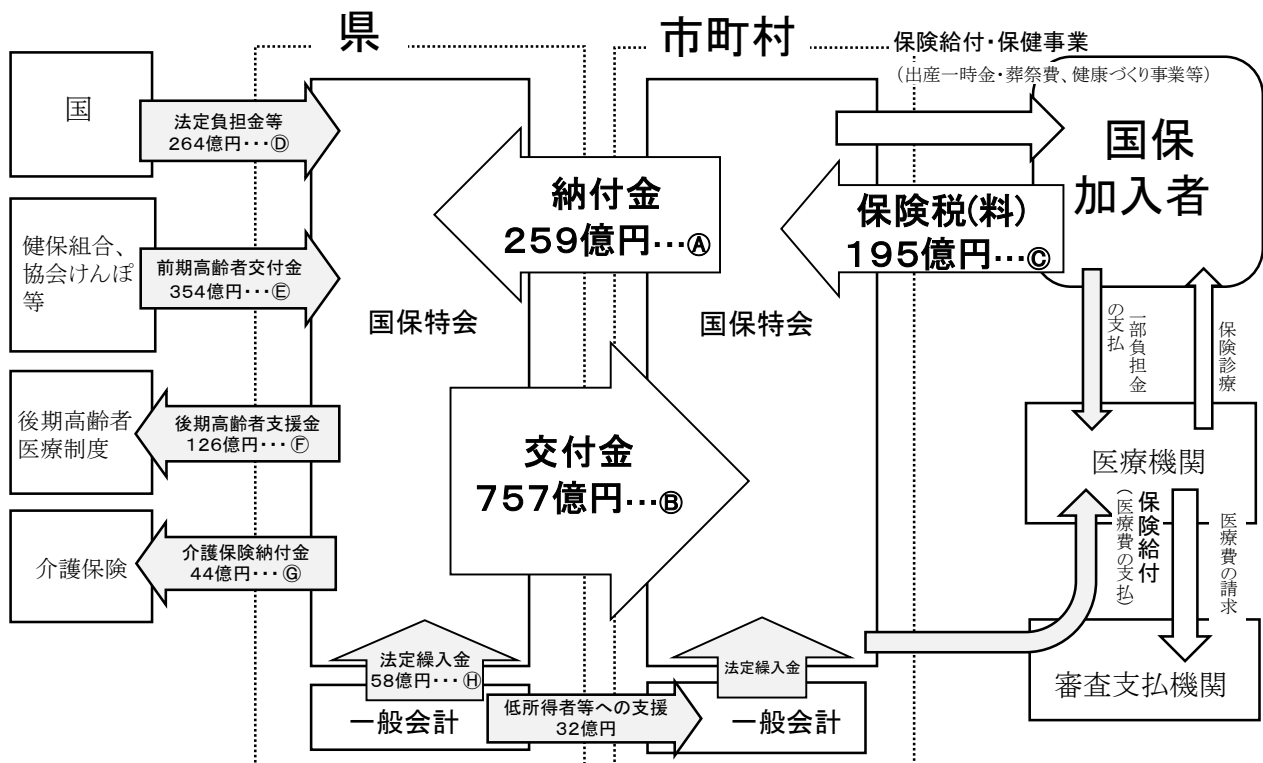 県
市町村
保険給付・保健事業
（出産一時金・葬祭費、健康づくり事業等）
国
法定負担金等
264億円･･･Ⓓ
健保組合、
協会けんぽ
等
前期高齢者交付金
354億円･･･Ⓔ
後期高齢者
医療制度
後期高齢者支援金
126億円･･･Ⓕ
介護保険
介護保険納付金
44億円･･･Ⓖ
納付金
259億円…Ⓐ
国保特会
交付金
757億円…Ⓑ
法定繰入金
58億円･･･Ⓗ
一般会計
低所得者等への支援
32億円
保険税(料)
195億円…Ⓒ
国保特会
法定繰入金
一般会計
国保
加入者
一部負担金
の支払
保険診療
医療機関
保険給付
（医療費の支払）
医療費の請求
審査支払機関